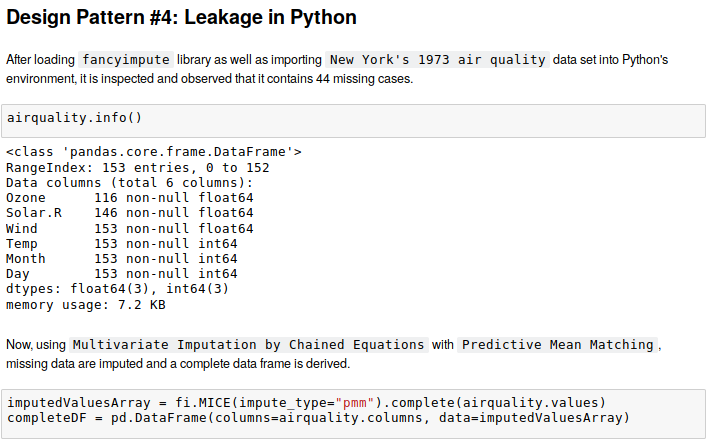 Design Pattern #4: Leakage in Python
After loading fancyimpute library as well as importing New York's 1973 air quality data set into Python's
environment, it is inspected and observed that it contains 44 missing cases.
airquality.info()
<class 'pandas.core.frame.DataFrame'>
RangeIndex: 153 entries, 0 to 152
Data columns (total 6 columns):
Ozone      116 non-null float64
Solar.R    146 non-null float64
Wind       153 non-null float64
Temp       153 non-null int64
Month      153 non-null int64
Day        153 non-null int64
dtypes: float64(3), int64(3)
memory usage: 7.2 KB
Now, using Multivariate Imputation by Chained Equations with Predictive Mean Matching ,
missing data are imputed and a complete data frame is derived.
imputedValuesArray = fi.MICE(impute_type="pmm").complete(airquality.values)
completeDF = pd.DataFrame(columns=airquality.columns, data=imputedValuesArray)